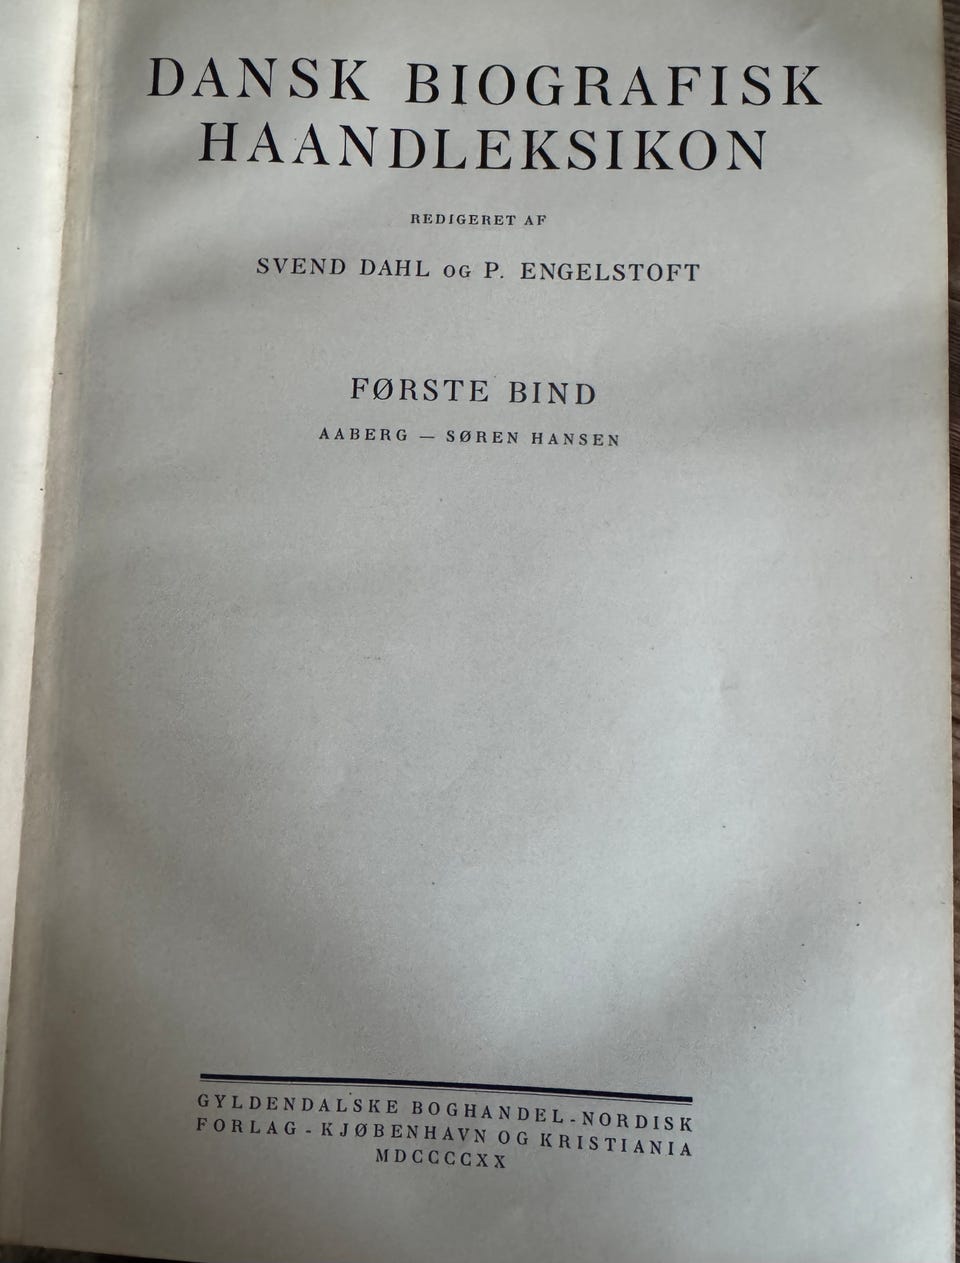 DANSK BIOGRAFISK
HAANDLEKSIKON
REDIGERET AF
SVEND DAHL OG P. ENGELSTOFT
FØRSTE BIND
AABERG — SØREN HANSEN
GYLDENDALSKE BOGHANDEL - NORDISK
FORLAG - KJØBENHAVN OG KRISTIANIA
MDCCCCXX